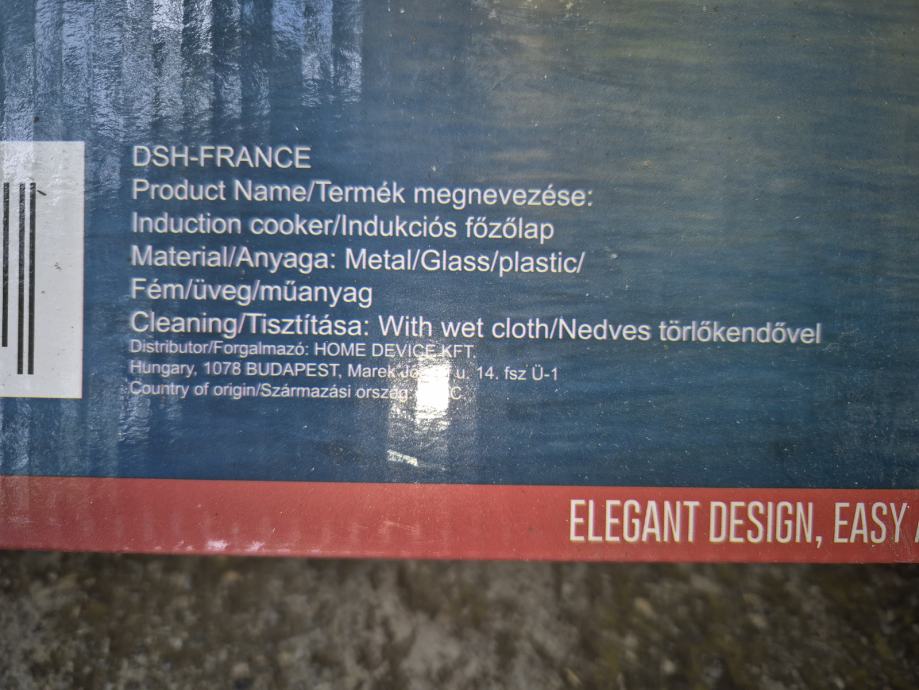 DSH-FRANCE
Product Name/Termék megnevezése:
Induction cooker/Indukciós főzőlap
Material/Anyaga: Metal/Glass/plastic/
Fém/üveg/műanyag
Cleaning/Tisztítása: With wet cloth/Nedves törlőkendővel
Distributor/Forgalmazó: HOME DEVICE KFT.
Hungary, 1078 BUDAPEST, Marek u. 14. fsz Ü-1
Country of origin/Származási ország
ELEGANT DESIGN, EASY